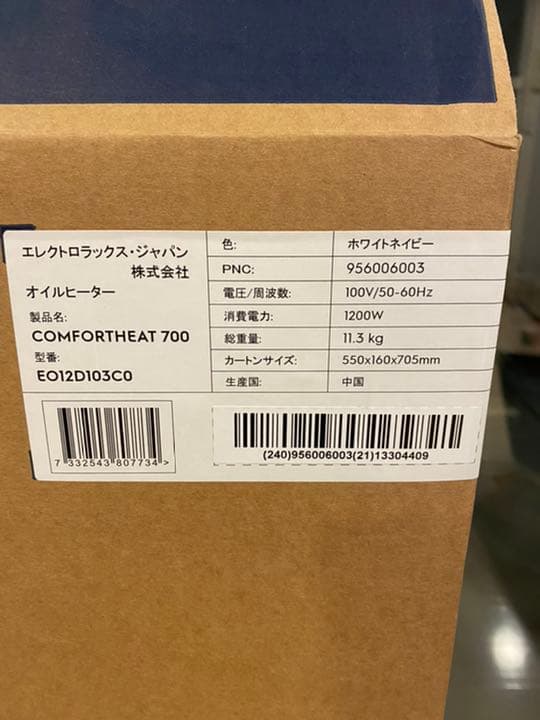 エレクトロラックス・ジャパン
株式会社
オイルヒーター
製品名:
COMFORTHEAT 700
型番:
EO12D103C0
色: ホワイトネイビー
PNC: 956006003
電圧/周波数: 100V/50-60Hz
消費電力: 1200W
総重量: 11.3 kg
カートンサイズ: 550x160x705mm
生産国: 中国
7 332543 807734 >
(240)956006003(21)13304409